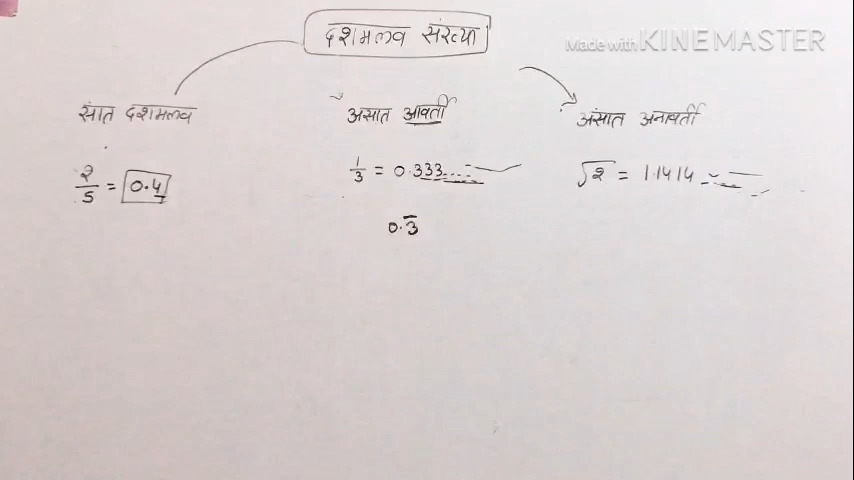 दशमलव संख्या
Made with KINEMASTER
सांत दशमलव
असांत आवर्ती
असांत अनावर्ती
2/5 = 0.4
1/3 = 0.333....
√2 = 1.1414
0.3̅